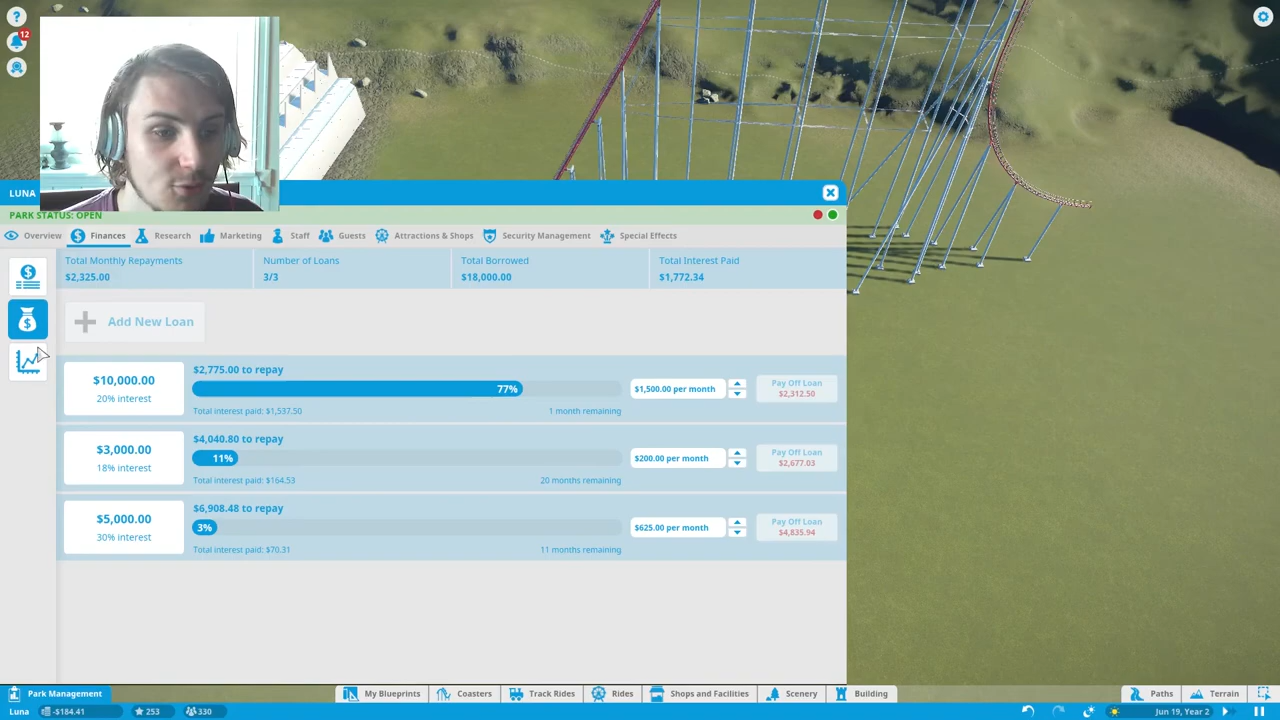 12
LUNA
PARK STATUS: OPEN
Overview
Finances
Research
Marketing
Staff
Guests
Attractions & Shops
Security Management
Special Effects
Total Monthly Repayments
$2,325.00
Number of Loans
3/3
Total Borrowed
$18,000.00
Total Interest Paid
$1,772.34
Add New Loan
$10,000.00
20% interest
$2,775.00 to repay
77%
Total interest paid: $1,537.50
1 month remaining
$1,500.00 per month
Pay Off Loan
$2,312.50
$3,000.00
18% interest
$4,040.80 to repay
11%
Total interest paid: $164.53
20 months remaining
$200.00 per month
Pay Off Loan
$2,677.03
$5,000.00
30% interest
$6,908.48 to repay
3%
Total interest paid: $70.31
11 months remaining
$625.00 per month
Pay Off Loan
$4,835.94
Park Management
My Blueprints
Coasters
Track Rides
Rides
Shops and Facilities
Scenery
Building
Paths
Terrain
Luna
-$184.41
253
330
Jun 19, Year 2